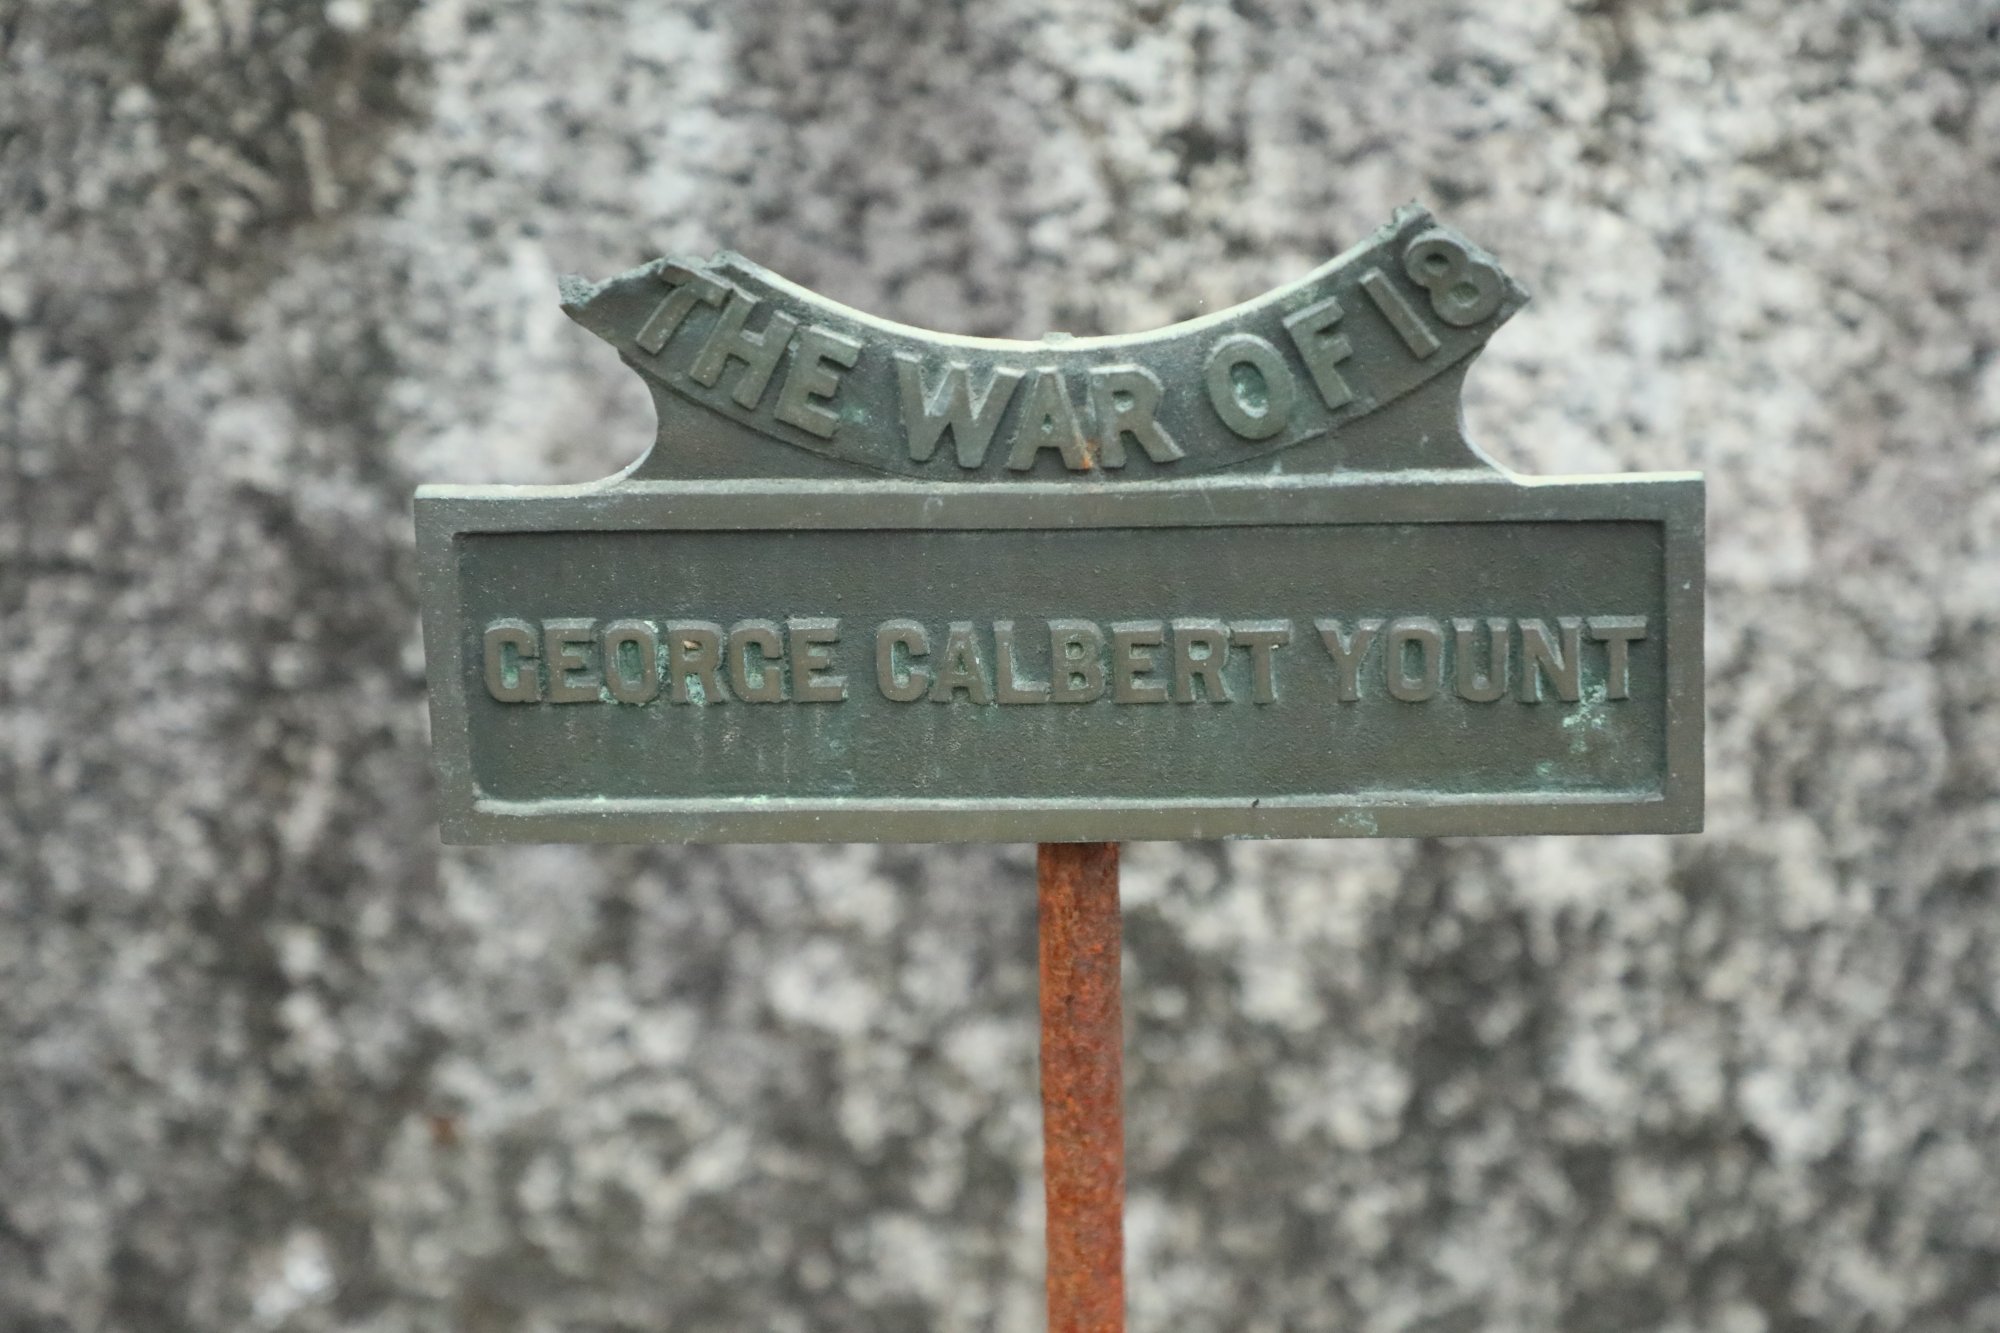 THE WAR OF 18
GEORGE CALBERT YOUNT